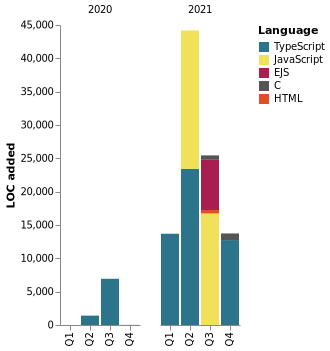 2020 2021
Language
TypeScript
JavaScript
EJS
C
HTML
LOC added
45,000
40,000
35,000
30,000
25,000
20,000
15,000
10,000
5,000
0
Q1 Q2 Q3 Q4 Q1 Q2 Q3 Q4